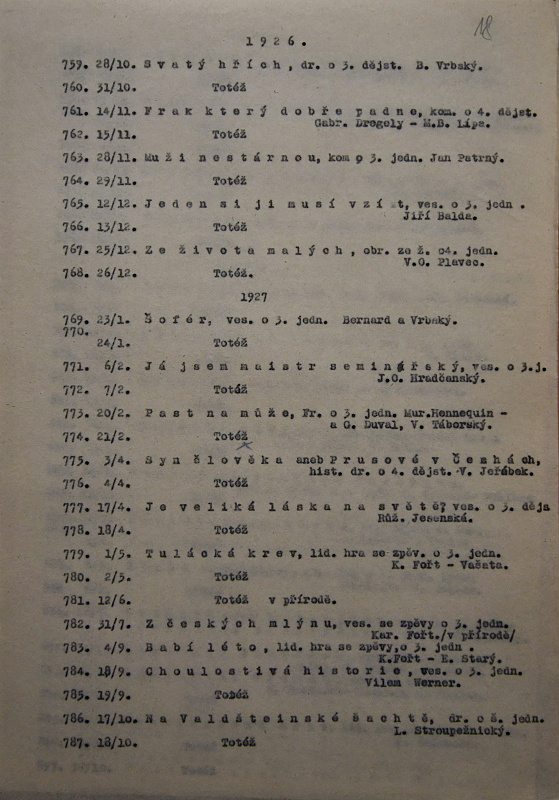 18
1926.
759. 28/10. Svatý hřích, dr. o 3. dějst. B. Vrbský.
760. 31/10. Totéž
761. 14/11. Frak který dobře padne, kom. o 4. dějst.
Gabr. Dregely - M.B. Lípa.
762. 15/11. Totéž
763. 28/11. Muži nestárnou, kom o 3. jedn. Jan Patrný.
764. 29/11. Totéž
765. 12/12. Jeden si ji musí vzít, ves. o 3. jedn .
Jiří Balda.
766. 13/12. Totéž
767. 25/12. Ze života malých, obr. ze ž. o4. jedn.
V.O. Plavec.
768. 26/12. Totéž.
1927
769. 23/1. Šofér, ves. o 3. jedn. Bernard a Vrbský.
770.
24/1. Totéž
771. 6/2. Já jsem maistr seminářský, ves. o 3.j.
J.O. Hradčanský.
772. 7/2. Totéž
773. 20/2. Past na muže, Fr. o 3. jedn. Mur.Hennequin -
a G. Duval, V. Táborský.
774. 21/2. Totéž
775. 3/4. Syn člověka aneb Prusové v Čechách,
hist. dr. o 4. dějst. V. Jeřábek.
776. 4/4. Totéž
777. 17/4. Je veliká láska na světě? ves. o 3. děja
Růž. Jesenská.
778. 18/4. Totéž
779. 1/5. Tulácká krev, lid. hra se zpěv. o 3. jedn.
K. Fořt - Vašata.
780. 2/5. Totéž
781. 12/6. Totéž v přírodě.
782. 31/7. Z českých mlýnu, ves. se zpěvy o 3. jedn.
Kar. Fořt./v přírodě/
783. 4/9. Babí léto, lid. hra se zpěvy,o 3. jedn .
K.Fořt - E. Starý.
784. 18/9. Choulostivá historie, ves. o 3. jedn.
Vilem Werner.
785. 19/9. Totéž
786. 17/10. Na Valdšteinské šachtě, dr. o š. jedn.
L. Stroupežnický.
787. 18/10. Totéž